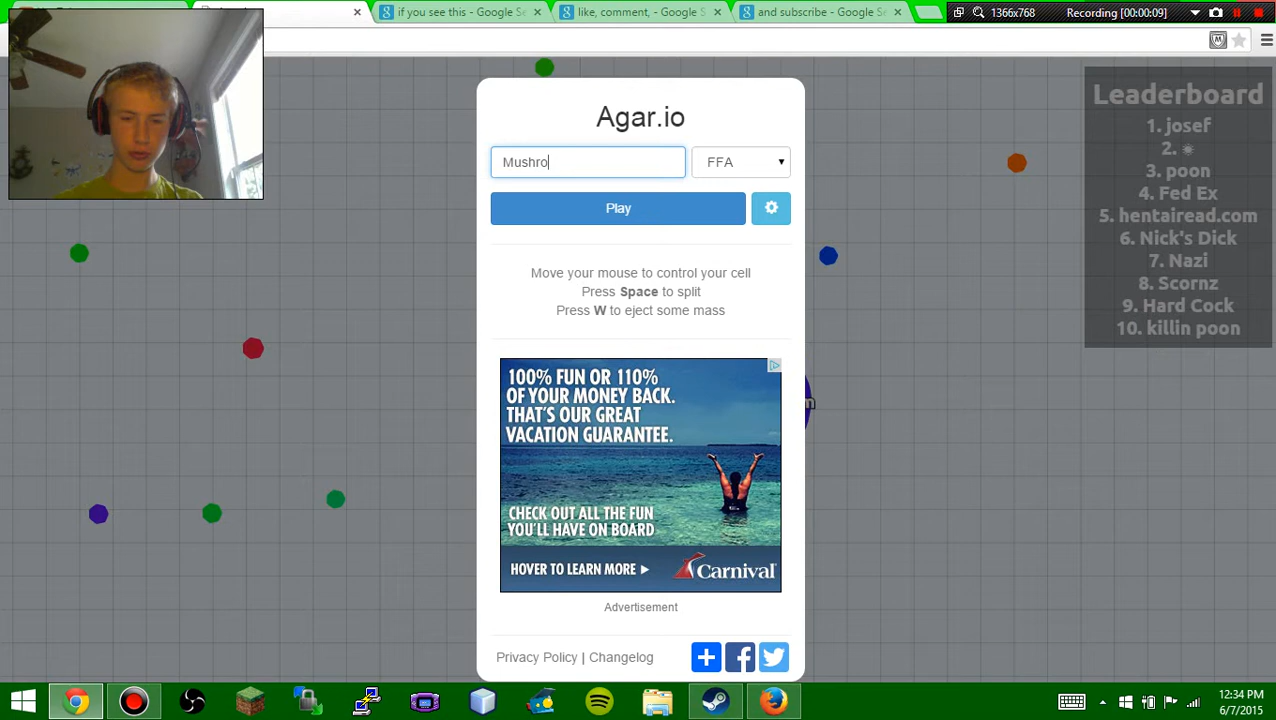 if you see this - Google Se
like, comment, - Google S
and subscribe - Google Se
1366x768
Recording [00:00:09]
Agar.io
Mushro
FFA
Play
Move your mouse to control your cell
Press Space to split
Press W to eject some mass
100% FUN OR 110%
OF YOUR MONEY BACK.
THAT'S OUR GREAT
VACATION GUARANTEE.
CHECK OUT ALL THE FUN
YOU'LL HAVE ON BOARD
HOVER TO LEARN MORE
Carnival
Advertisement
Privacy Policy | Changelog
Leaderboard
1. josef
2. ☀
3. poon
4. Fed Ex
5. hentairead.com
6. Nick's Dick
7. Nazi
8. Scornz
9. Hard Cock
10. killin poon
12:34 PM
6/7/2015